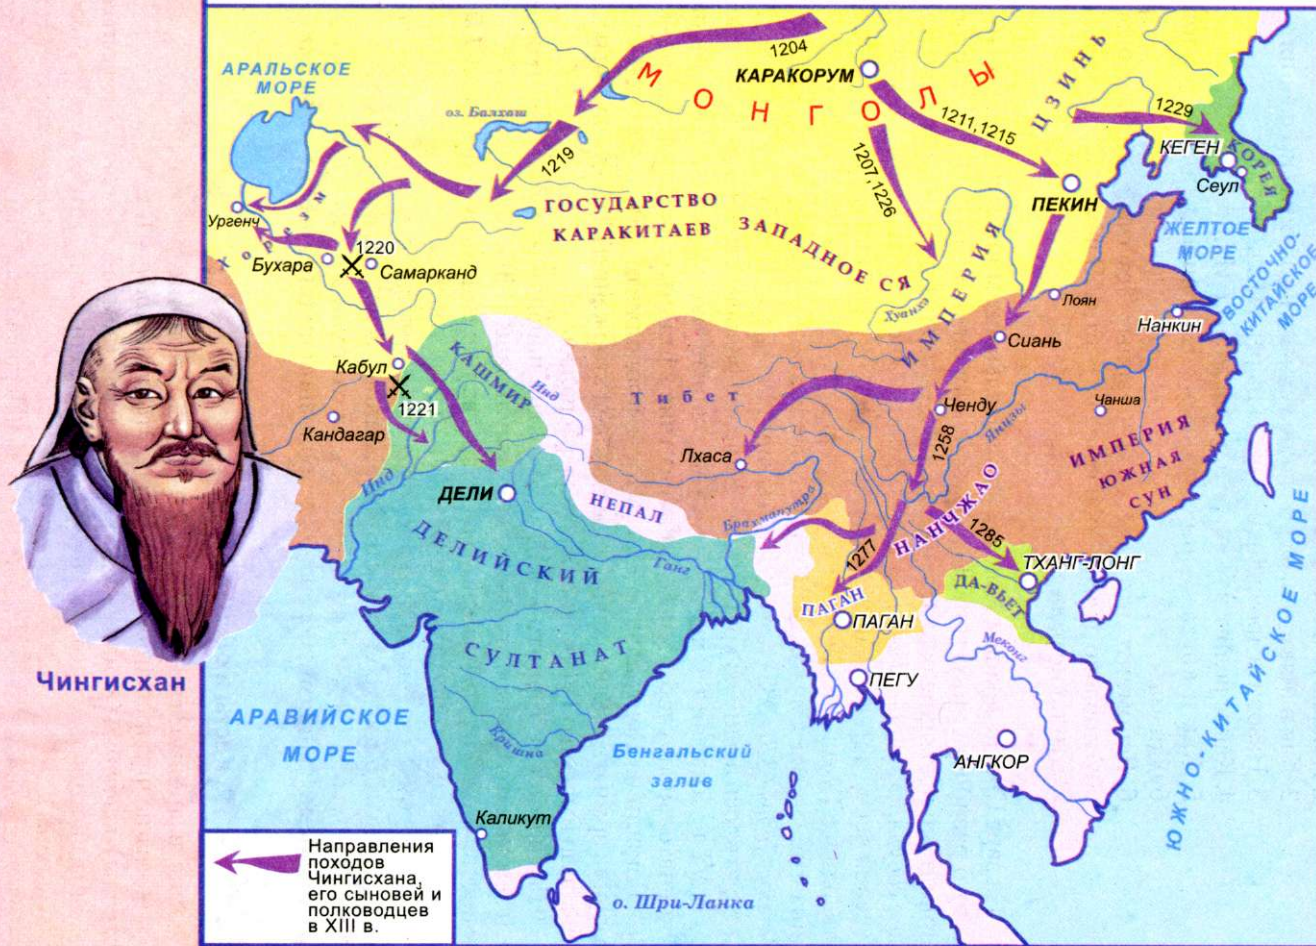 АРАЛЬСКОЕ
МОРЕ
оз. Балхаш
1204
МОНГОЛЫ
КАРАКОРУМ
ЦЗИНЬ
1229
КЕГЕН
КОРЕЯ
Сеул
1211,1215
1207,1226
1219
ПЕКИН
ГОСУДАРСТВО
КАРАКИТАЕВ
ЗАПАДНОЕ СЯ
ИМПЕРИЯ
ЖЕЛТОЕ
МОРЕ
ВОСТОЧНО-
КИТАЙСКОЕ
МОРЕ
Ургенч
Хорезм
1220
Бухара
Самарканд
Хуанхэ
Лоян
Нанкин
Сиань
Кабул
1221
КАШМИР
Инд
Тибет
Кандагар
Инд
Ченду
Чанша
Янцзы
1258
ИМПЕРИЯ
ЮЖНАЯ
СУН
Лхаса
ДЕЛИ
НЕПАЛ
Брахмапутра
НАНЧЖАО
1285
1277
ТХАНГ-ЛОНГ
ДА-ВЬЕТ
ДЕЛИЙСКИЙ
СУЛТАНАТ
Ганг
ПАГАН
ПАГАН
Меконг
ПЕГУ
АНГКОР
Чингисхан
АРАВИЙСКОЕ
МОРЕ
Кришна
Бенгальский
залив
ЮЖНО-КИТАЙСКОЕ МОРЕ
Каликут
о. Шри-Ланка
Направления
походов
Чингисхана,
его сыновей и
полководцев
в XIII в.